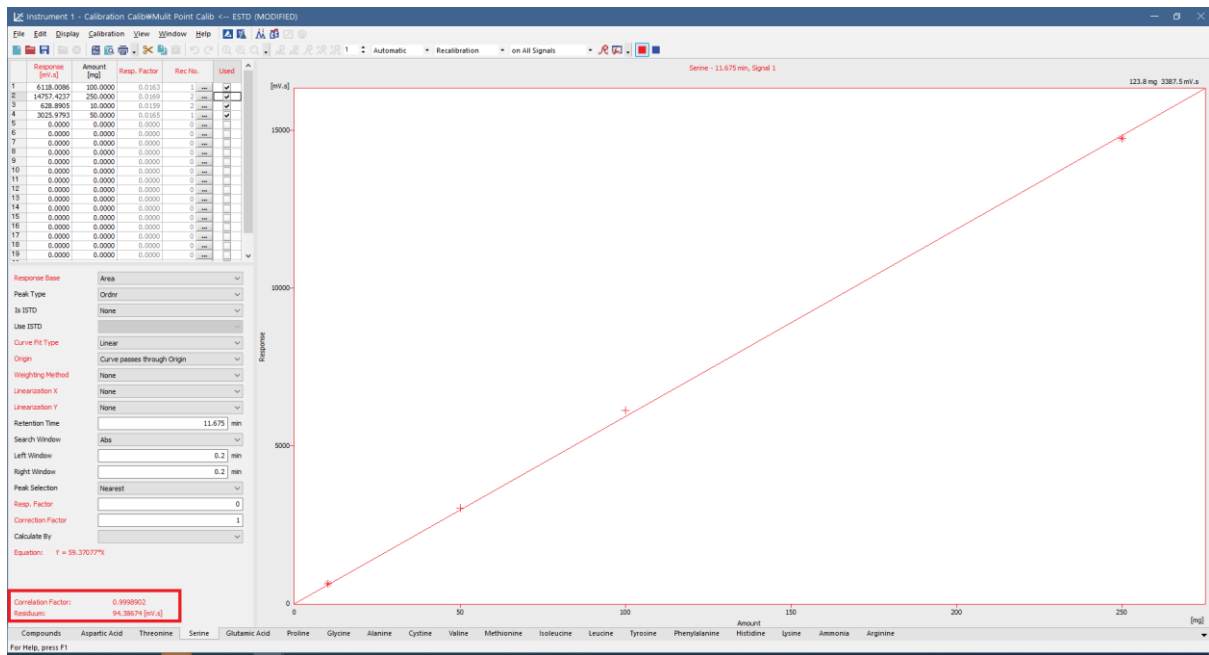 Instrument 1 - Calibration Calib₩Mulit Point Calib <-- ESTD (MODIFIED)
File Edit Display Calibration View Window Help
1 Automatic Recalibration on All Signals
Response [mV.s] Amount [mg] Resp. Factor Rec No. Used
1 6118.0086 100.0000 0.0163 1 ...
2 14757.4237 250.0000 0.0169 2 ...
3 628.8905 10.0000 0.0159 2 ...
4 3025.9793 50.0000 0.0165 1 ...
5 0.0000 0.0000 0.0000 0 ...
6 0.0000 0.0000 0.0000 0 ...
7 0.0000 0.0000 0.0000 0 ...
8 0.0000 0.0000 0.0000 0 ...
9 0.0000 0.0000 0.0000 0 ...
10 0.0000 0.0000 0.0000 0 ...
11 0.0000 0.0000 0.0000 0 ...
12 0.0000 0.0000 0.0000 0 ...
13 0.0000 0.0000 0.0000 0 ...
14 0.0000 0.0000 0.0000 0 ...
15 0.0000 0.0000 0.0000 0 ...
16 0.0000 0.0000 0.0000 0 ...
17 0.0000 0.0000 0.0000 0 ...
18 0.0000 0.0000 0.0000 0 ...
19 0.0000 0.0000 0.0000 0 ...
Response Base Area
Peak Type Ordnr
Is ISTD None
Use ISTD
Curve Fit Type Linear
Origin Curve passes through Origin
Weighting Method None
Linearization X None
Linearization Y None
Retention Time 11.675 min
Search Window Abs
Left Window 0.2 min
Right Window 0.2 min
Peak Selection Nearest
Resp. Factor 0
Correction Factor 1
Calculate By
Equation: Y = 59.37077*X
Correlation Factor: 0.9998902
Residuum: 94.38674 [mV.s]
Serine - 11.675 min, Signal 1
123.8 mg 3387.5 mV.s
[mV.s]
15000
10000
Response
5000
0
0 50 100 150 200 250
Amount
[mg]
Compounds Aspartic Acid Threonine Serine Glutamic Acid Proline Glycine Alanine Cystine Valine Methionine Isoleucine Leucine Tyrosine Phenylalanine Histidine Lysine Ammonia Arginine
For Help, press F1